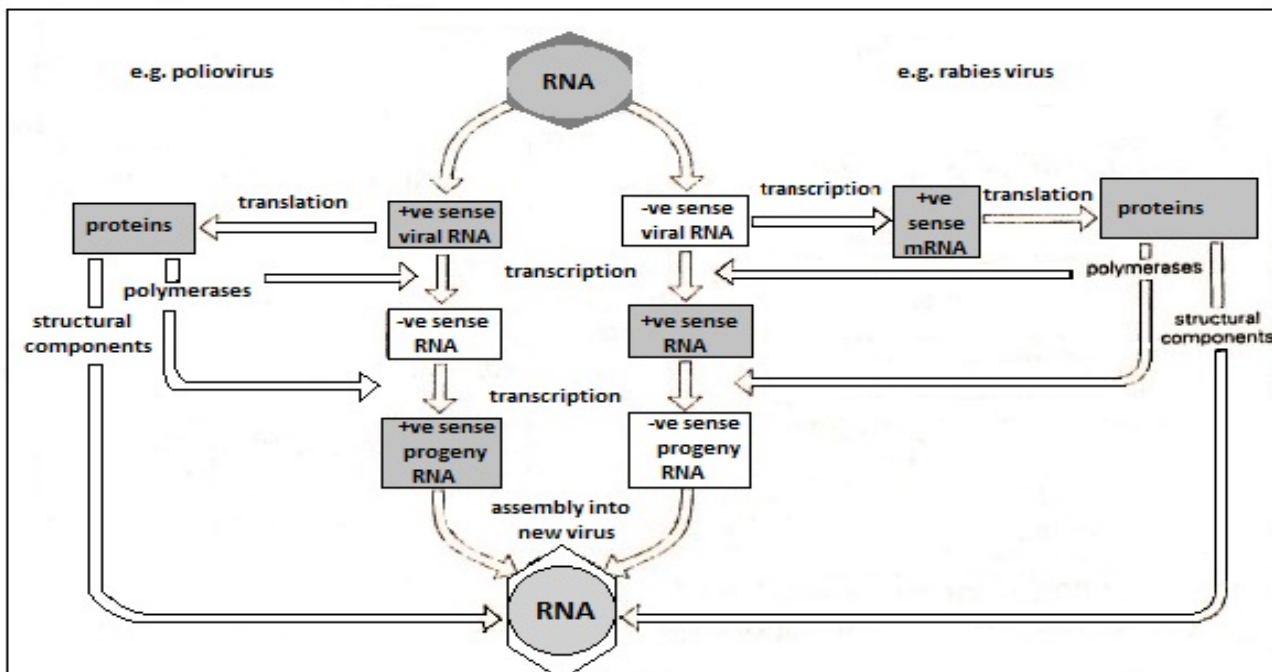 e.g. poliovirus
RNA
e.g. rabies virus
proteins
translation
+ve sense
viral RNA
-ve sense
viral RNA
transcription
+ve
sense
mRNA
translation
proteins
polymerases
transcription
polymerases
structural
components
-ve sense
RNA
+ve sense
RNA
structural
components
transcription
+ve sense
progeny
RNA
-ve sense
progeny
RNA
assembly into
new virus
RNA